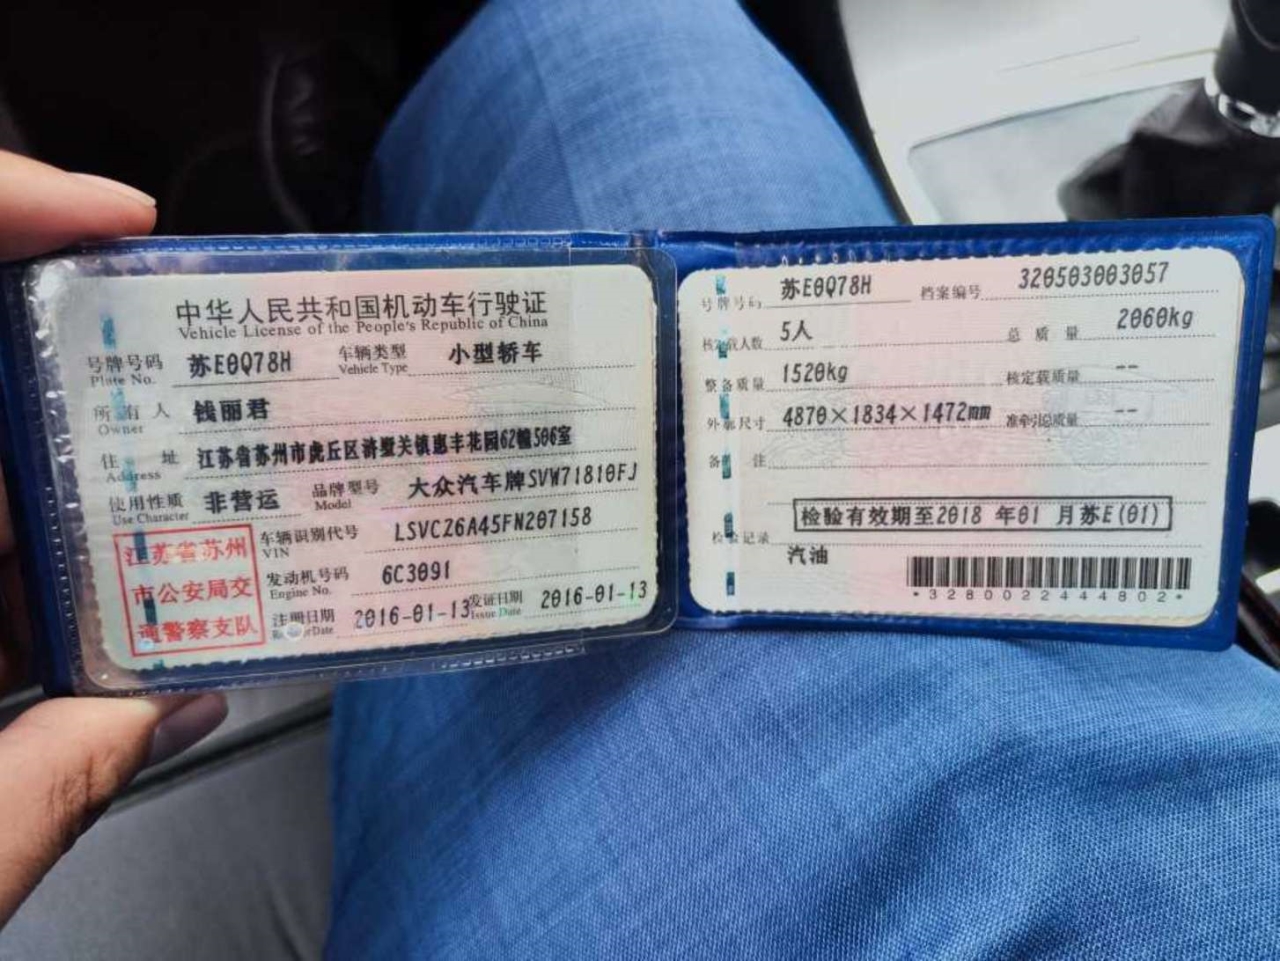 中华人民共和国机动车行驶证
Vehicle License of the People's Republic of China
号牌号码 苏E0Q78H 车辆类型 小型轿车
Plate No. Vehicle Type
所有人 钱丽君
Owner
住址 江苏省苏州市虎丘区浒墅关镇惠丰花园62幢506室
Address
使用性质 非营运 品牌型号 大众汽车牌SVW71810FJ
Use Character Model
江苏省苏州
市公安局交
通警察支队
车辆识别代号 LSVCZ6A45FN207158
VIN
发动机号码 6C3091
Engine No.
注册日期 2016-01-13 发证日期 2016-01-13
Register Date Issue Date
号牌号码 苏E0Q78H 档案编号 320503003057
核定载人数 5人 总质量 2060kg
整备质量 1520kg 核定载质量 --
外廓尺寸 4870×1834×1472mm 准牵引总质量 --
备注
检验有效期至2018 年01 月苏E(01)
检验记录
汽油
*3280022444802*